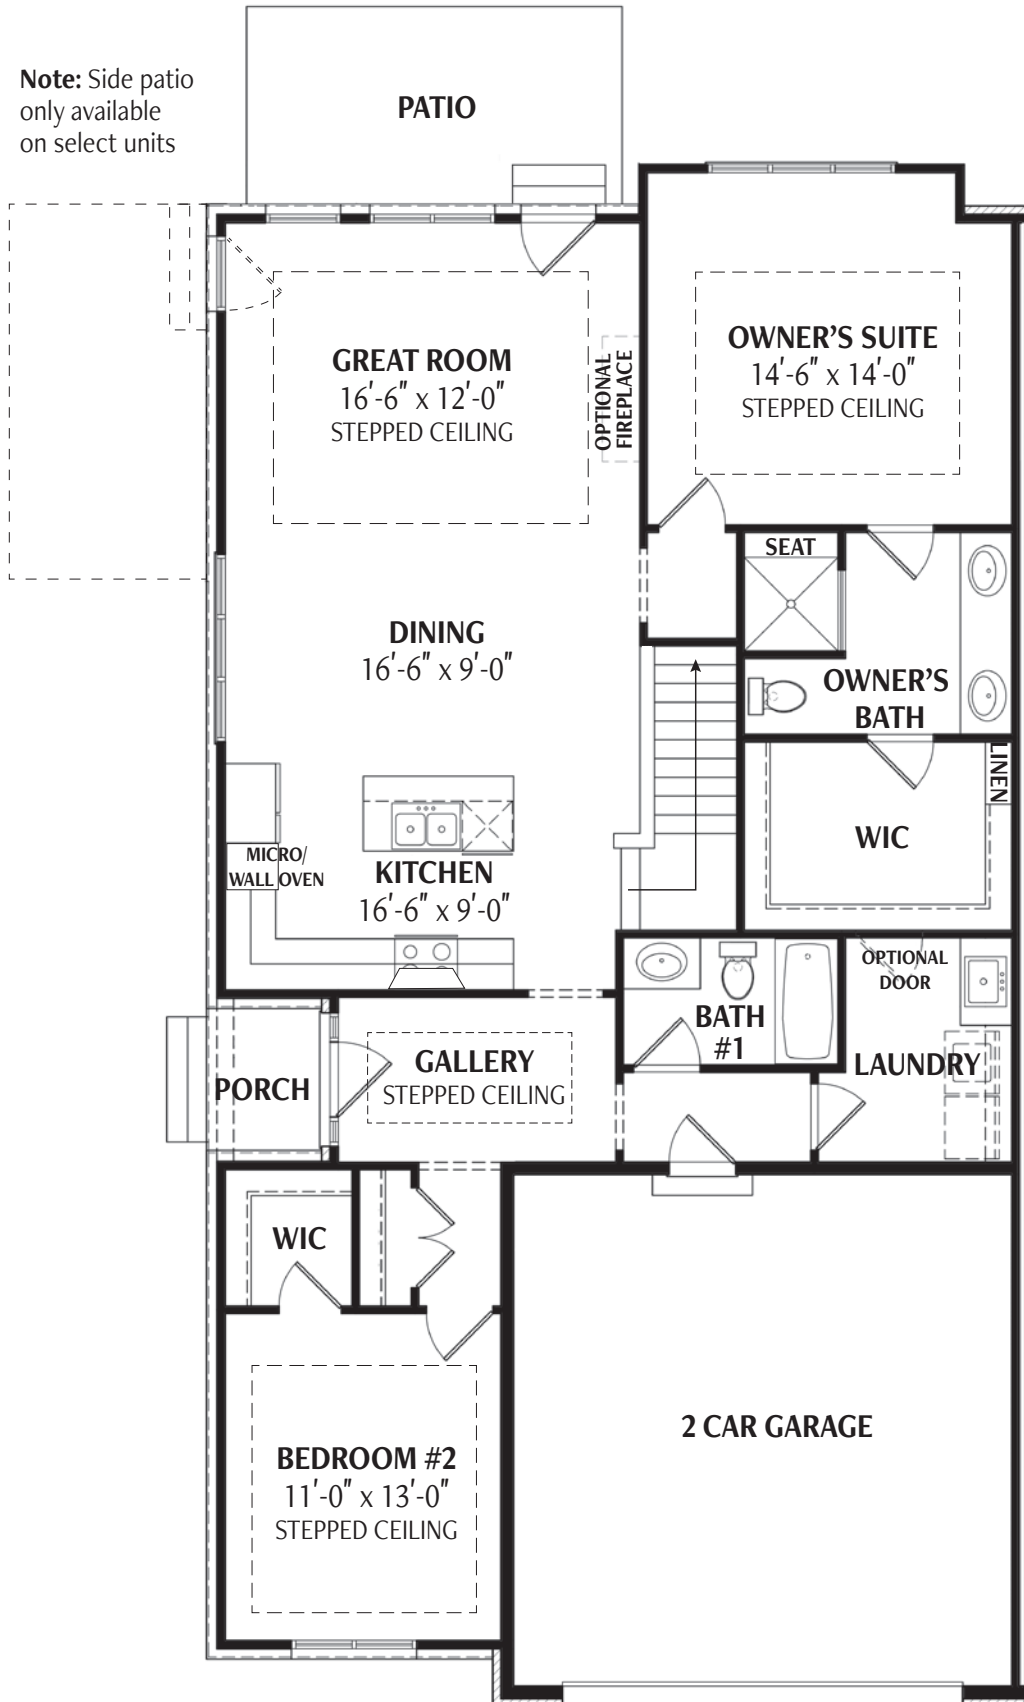 Note: Side patio
only available
on select units
PATIO
GREAT ROOM
16'-6" x 12'-0"
STEPPED CEILING
OPTIONAL
FIREPLACE
OWNER'S SUITE
14'-6" x 14'-0"
STEPPED CEILING
SEAT
DINING
16'-6" x 9'-0"
OWNER'S
BATH
LINEN
WIC
MICRO/
WALL OVEN
KITCHEN
16'-6" x 9'-0"
OPTIONAL
DOOR
BATH
#1
LAUNDRY
GALLERY
STEPPED CEILING
PORCH
WIC
2 CAR GARAGE
BEDROOM #2
11'-0" x 13'-0"
STEPPED CEILING